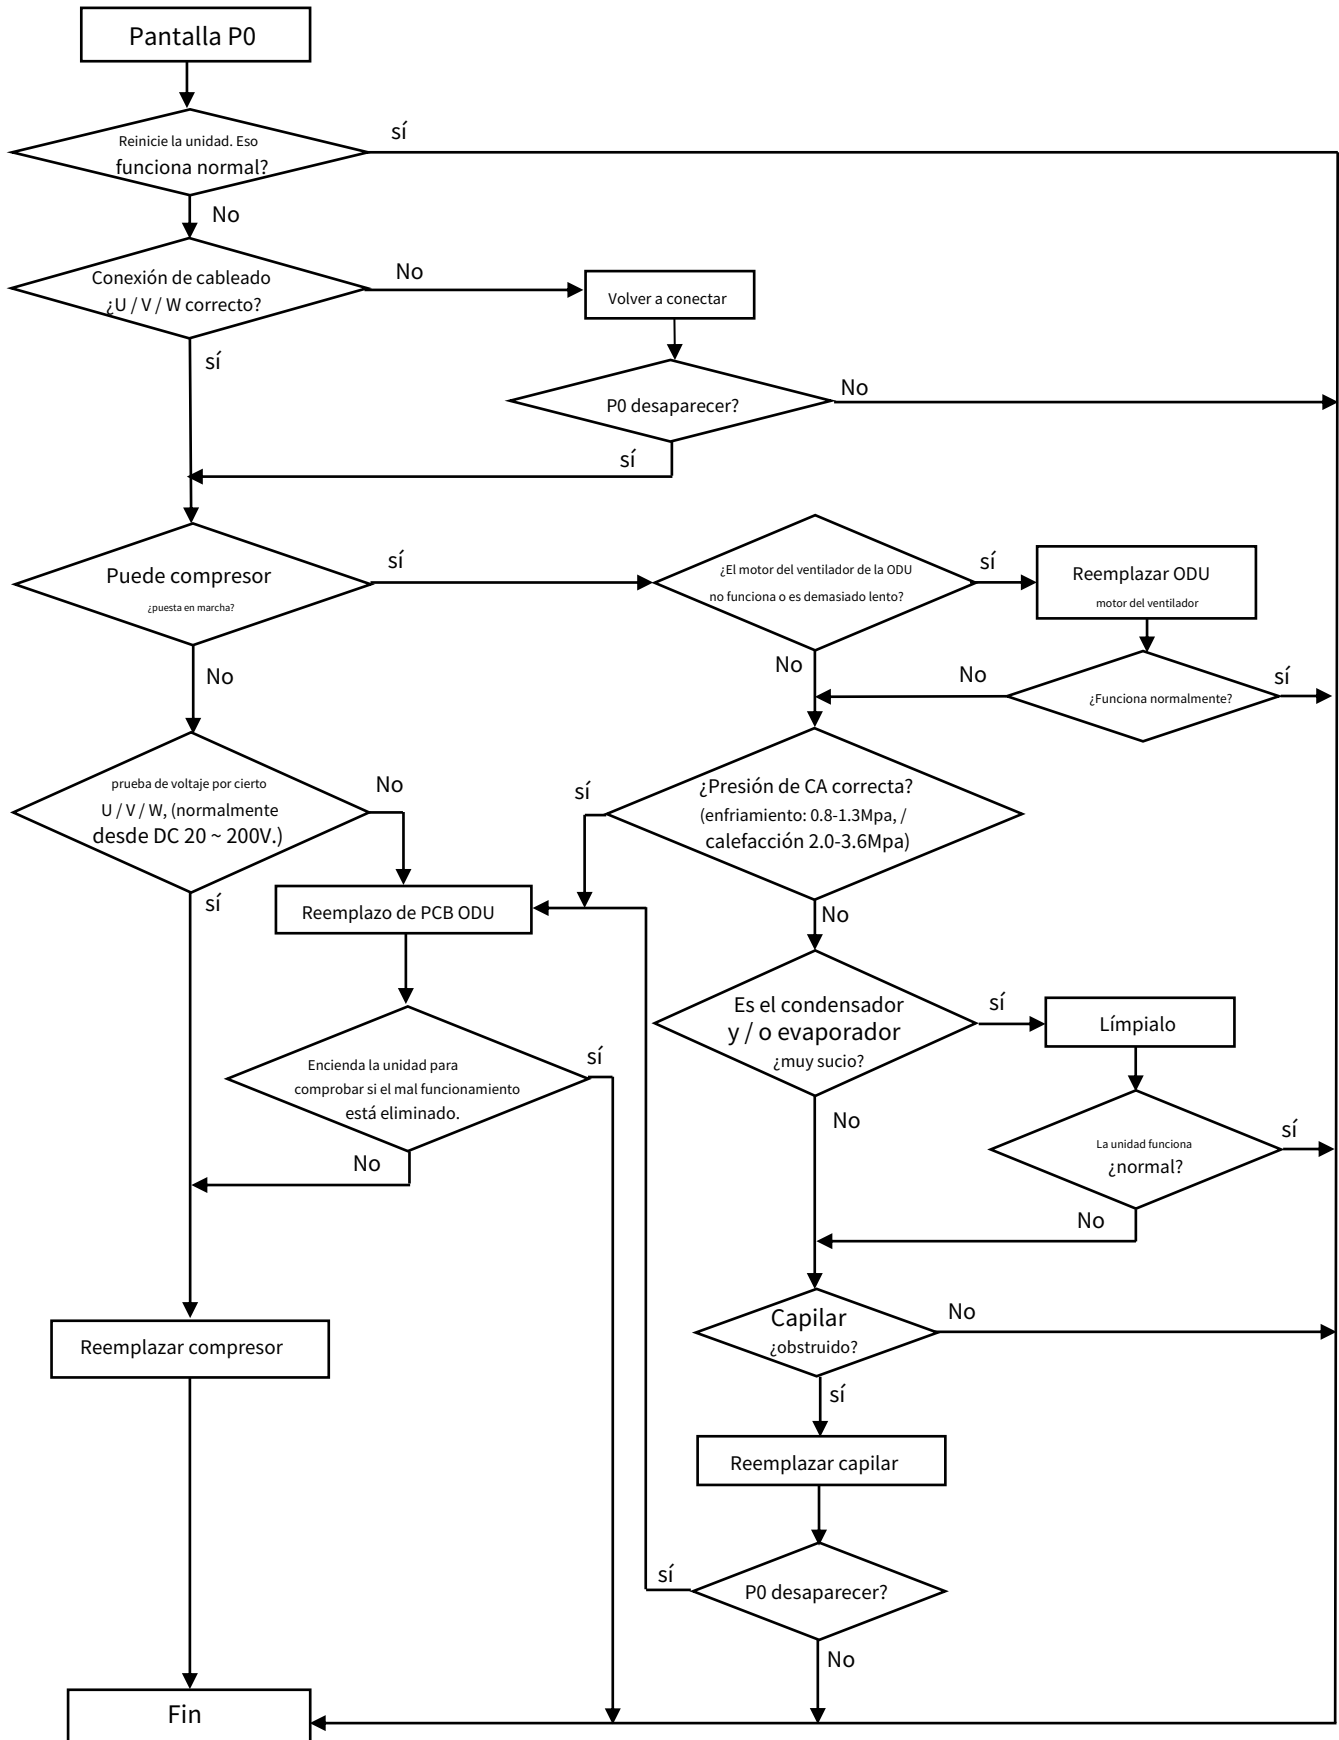 Pantalla P0
Reinicie la unidad. Eso
funciona normal?
sí
No
Conexión de cableado
¿U / V / W correcto?
No
Volver a conectar
sí
P0 desaparecer?
No
sí
Puede compresor
¿puesta en marcha?
sí
¿El motor del ventilador de la ODU
no funciona o es demasiado lento?
sí
Reemplazar ODU
motor del ventilador
No
No
No
¿Funciona normalmente?
sí
prueba de voltaje por cierto
U / V / W, (normalmente
desde DC 20 ~ 200V.)
No
sí
¿Presión de CA correcta?
(enfriamiento: 0.8-1.3Mpa, /
calefacción 2.0-3.6Mpa)
sí
Reemplazo de PCB ODU
No
Es el condensador
y / o evaporador
¿muy sucio?
sí
Límpialo
Encienda la unidad para
comprobar si el mal funcionamiento
está eliminado.
sí
No
No
La unidad funciona
¿normal?
sí
No
Capilar
¿obstruido?
No
Reemplazar compresor
sí
Reemplazar capilar
sí
P0 desaparecer?
No
Fin